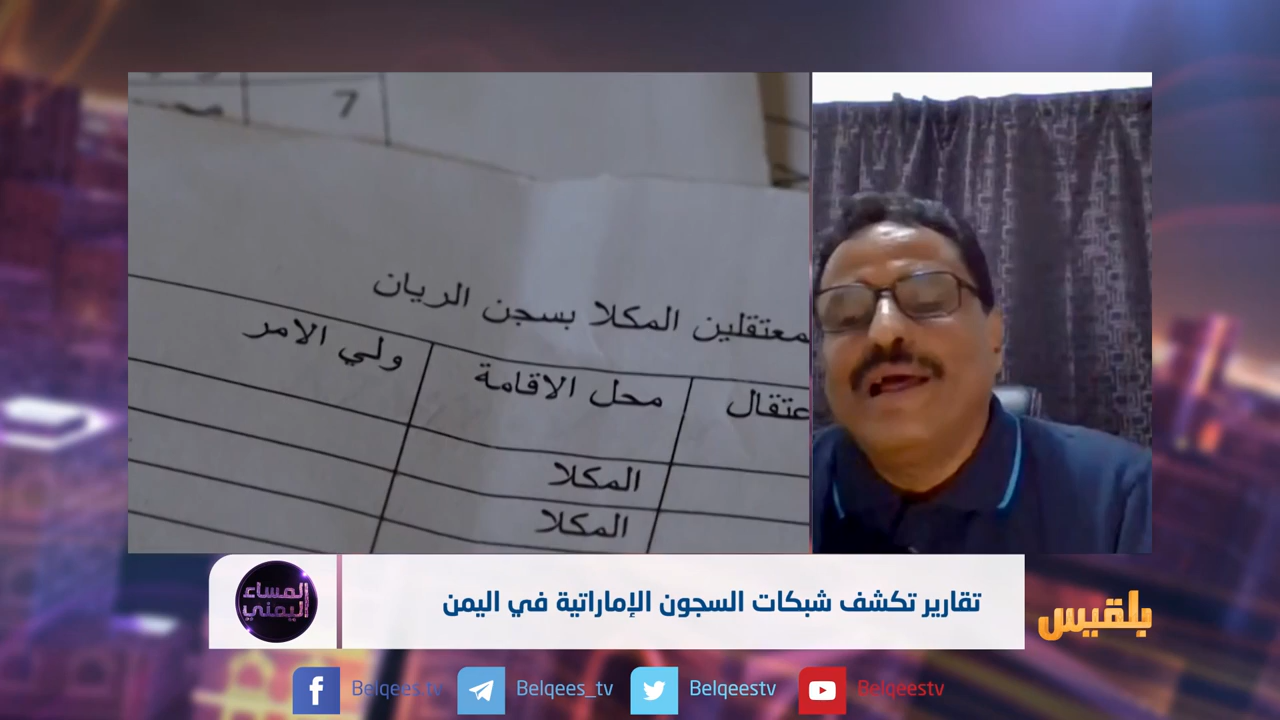 7
معتقلين المكلا بسجن الريان
عتقال محل الاقامة ولي الامر
المكلا
المكلا
تقارير تكشف شبكات السجون الإماراتية في اليمن
المساء
اليمني
بلقيس
Belqees.tv Belqees_tv Belqeestv Belqeestv